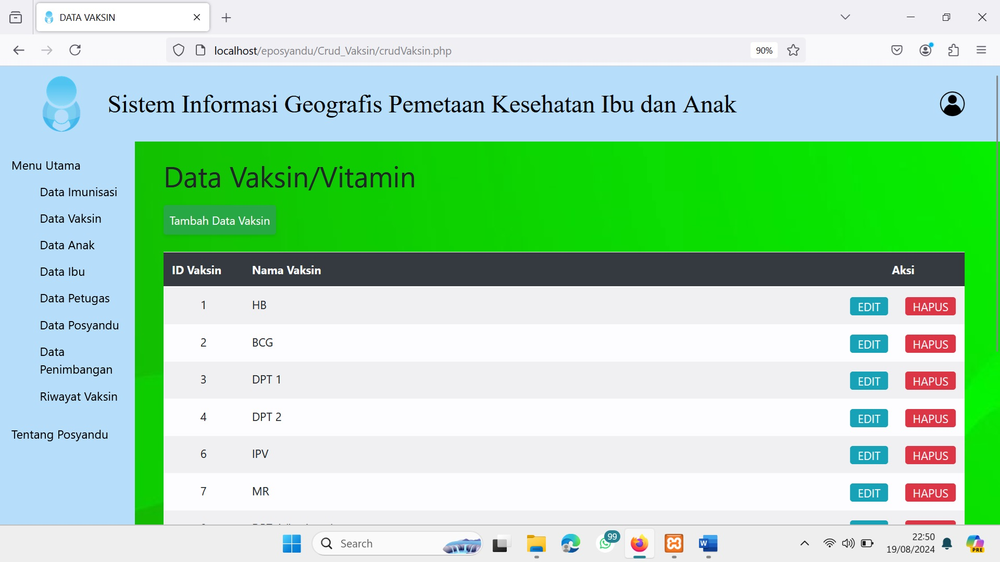 DATA VAKSIN
localhost/eposyandu/Crud_Vaksin/crudVaksin.php
90%
Sistem Informasi Geografis Pemetaan Kesehatan Ibu dan Anak
Menu Utama
Data Imunisasi
Data Vaksin
Data Anak
Data Ibu
Data Petugas
Data Posyandu
Data
Penimbangan
Riwayat Vaksin
Tentang Posyandu
Data Vaksin/Vitamin
Tambah Data Vaksin
ID Vaksin Nama Vaksin Aksi
1 HB EDIT HAPUS
2 BCG EDIT HAPUS
3 DPT 1 EDIT HAPUS
4 DPT 2 EDIT HAPUS
6 IPV EDIT HAPUS
7 MR EDIT HAPUS
Search
99
W
22:50
19/08/2024
PRE